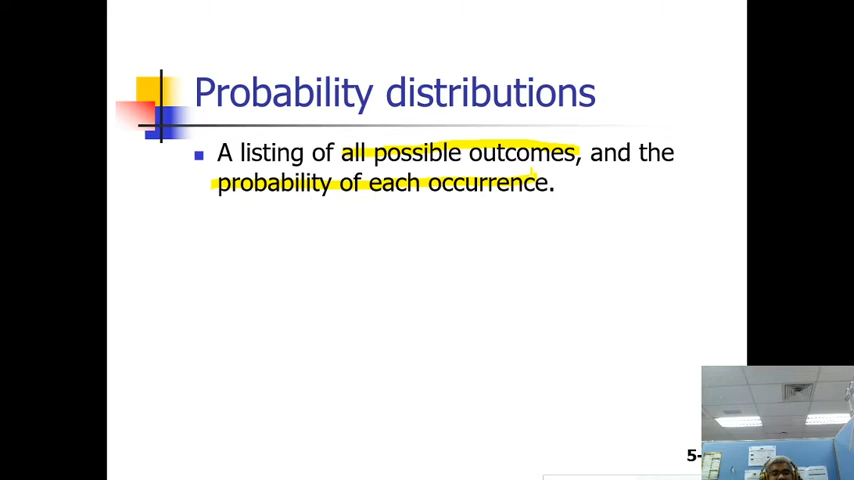 Probability distributions
A listing of all possible outcomes, and the
probability of each occurrence.
5-